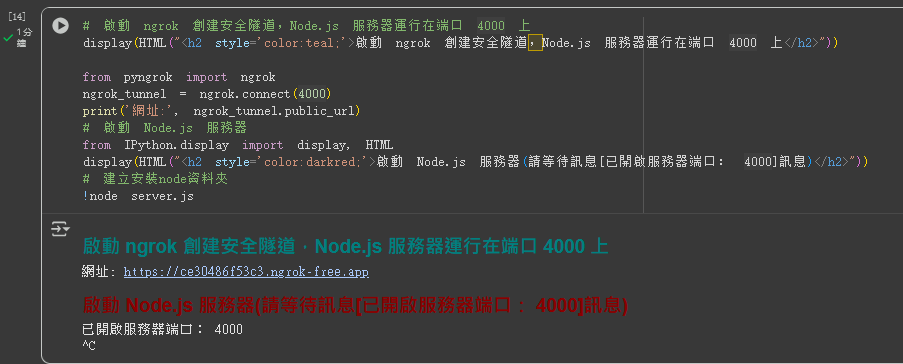 [14]
1 分鐘
# 啟動 ngrok 創建安全隧道，Node.js 服務器運行在端口 4000 上
display(HTML("<h2 style='color:teal;'>啟動 ngrok 創建安全隧道，Node.js 服務器運行在端口 4000 上</h2>"))
from pyngrok import ngrok
ngrok_tunnel = ngrok.connect(4000)
print('網址:', ngrok_tunnel.public_url)
# 啟動 Node.js 服務器
from IPython.display import display, HTML
display(HTML("<h2 style='color:darkred;'>啟動 Node.js 服務器(請等待訊息[已開啟服務器端口： 4000]訊息)</h2>"))
# 建立安裝node資料夾
!node server.js
啟動 ngrok 創建安全隧道，Node.js 服務器運行在端口 4000 上
網址: https://ce30486f53c3.ngrok-free.app
啟動 Node.js 服務器(請等待訊息[已開啟服務器端口： 4000]訊息)
已開啟服務器端口： 4000
^C